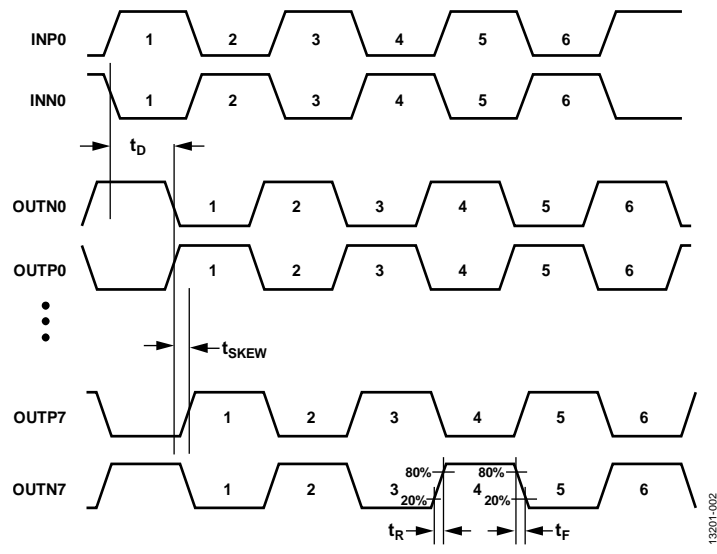 INP0 1 2 3 4 5 6
INN0 1 2 3 4 5 6
tD
OUTN0 1 2 3 4 5 6
OUTP0 1 2 3 4 5 6
tSKEW
OUTP7 1 2 3 4 5 6
OUTN7 1 2 3 4 5 6
80% 80%
20% 20%
tR tF
13201-002